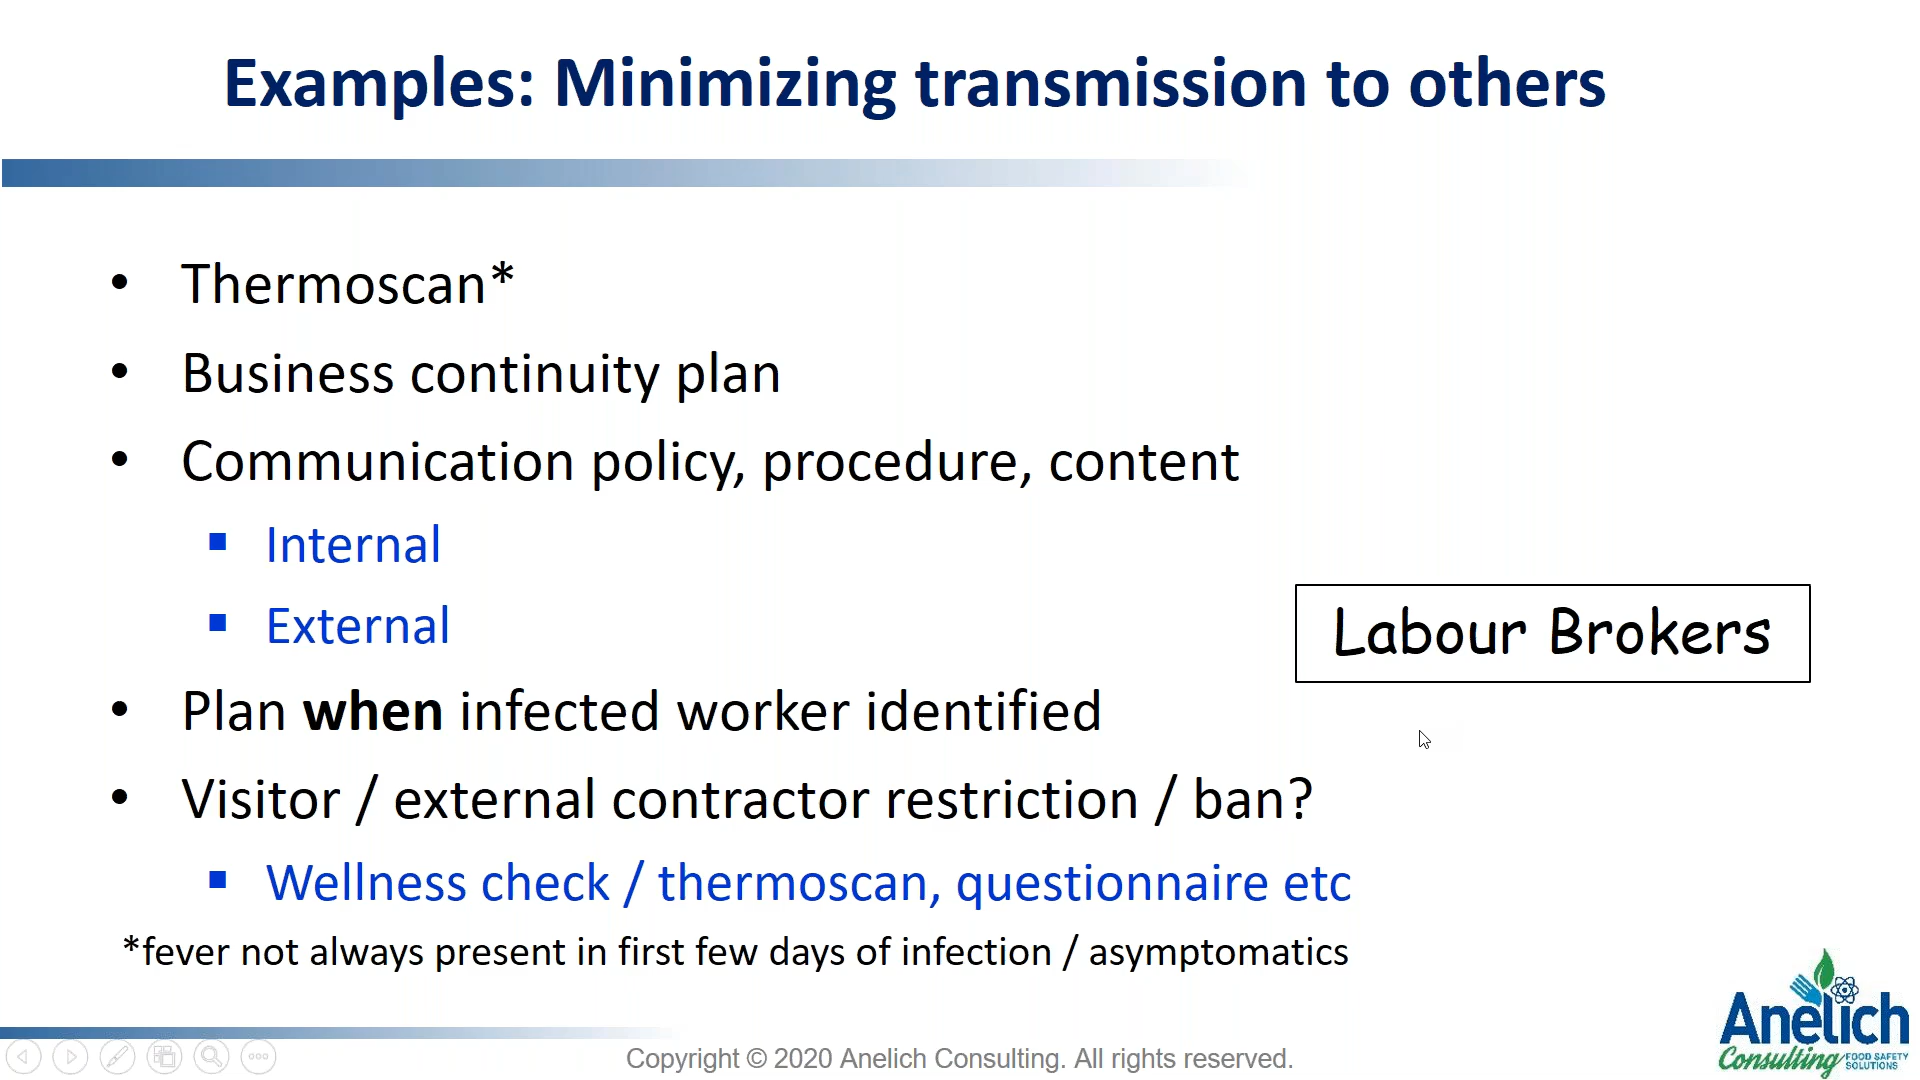 Examples: Minimizing transmission to others
• Thermoscan*
• Business continuity plan
• Communication policy, procedure, content
▪ Internal
▪ External
Labour Brokers
• Plan when infected worker identified
• Visitor / external contractor restriction / ban?
▪ Wellness check / thermoscan, questionnaire etc
*fever not always present in first few days of infection / asymptomatics
Anelich
Consulting FOOD SAFETY
SOLUTIONS
Copyright © 2020 Anelich Consulting. All rights reserved.